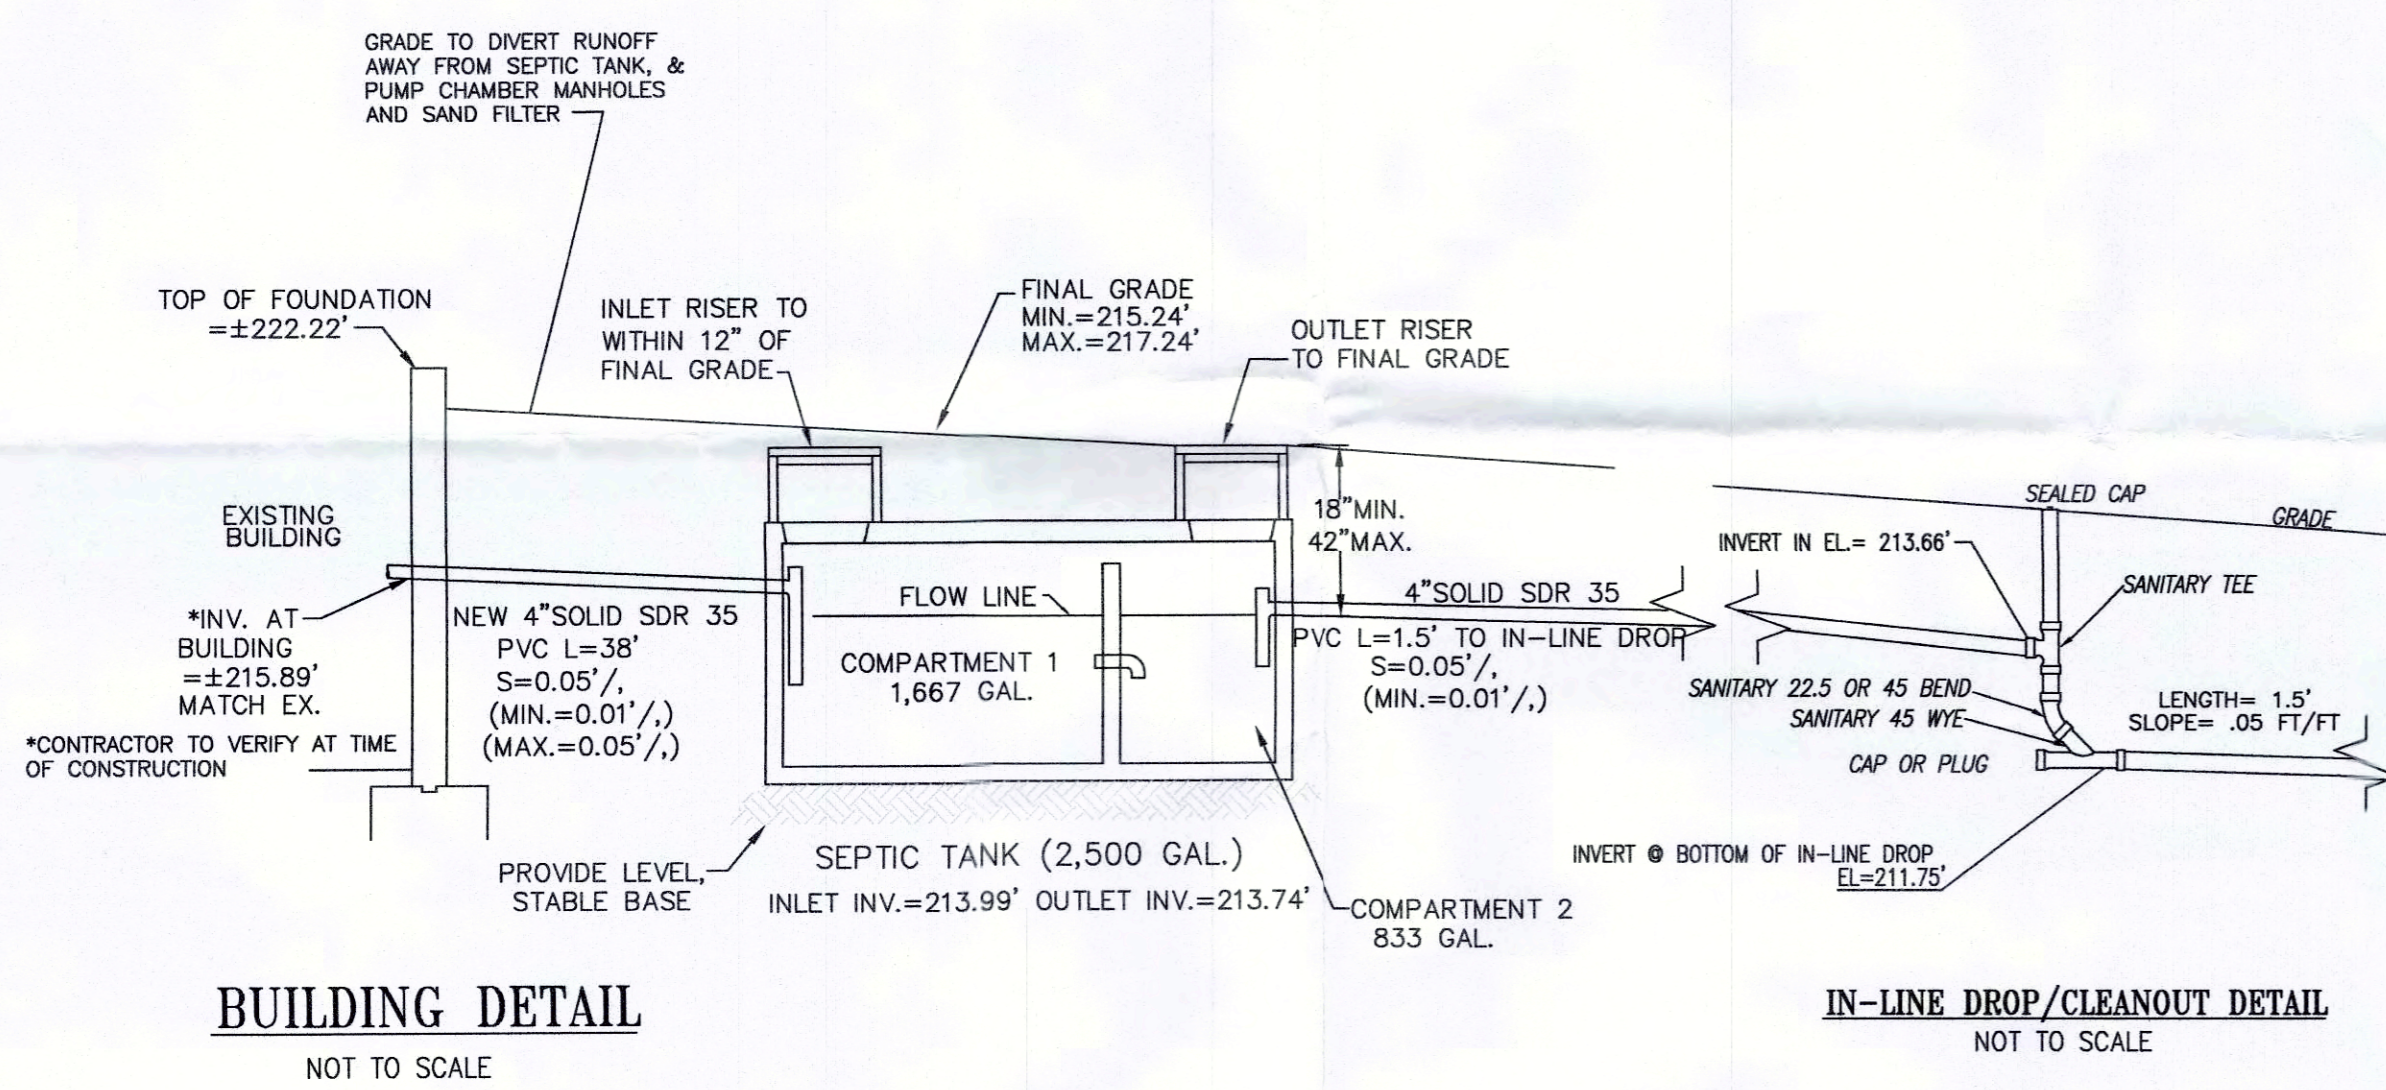 GRADE TO DIVERT RUNOFF
AWAY FROM SEPTIC TANK, &
PUMP CHAMBER MANHOLES
AND SAND FILTER
TOP OF FOUNDATION
=±222.22'
INLET RISER TO
WITHIN 12" OF
FINAL GRADE
FINAL GRADE
MIN.=215.24'
MAX.=217.24'
OUTLET RISER
TO FINAL GRADE
EXISTING
BUILDING
*INV. AT
BUILDING
=±215.89'
MATCH EX.
*CONTRACTOR TO VERIFY AT TIME
OF CONSTRUCTION
NEW 4"SOLID SDR 35
PVC L=38'
S=0.05'/,
(MIN.=0.01'/,)
(MAX.=0.05'/,)
FLOW LINE
COMPARTMENT 1
1,667 GAL.
18"MIN.
42"MAX.
4"SOLID SDR 35
PVC L=1.5' TO IN-LINE DROP
S=0.05'/,
(MIN.=0.01'/,)
PROVIDE LEVEL,
STABLE BASE
SEPTIC TANK (2,500 GAL.)
INLET INV.=213.99' OUTLET INV.=213.74'
COMPARTMENT 2
833 GAL.
BUILDING DETAIL
NOT TO SCALE
SEALED CAP
GRADE
INVERT IN EL.= 213.66'
SANITARY TEE
SANITARY 22.5 OR 45 BEND
SANITARY 45 WYE
CAP OR PLUG
LENGTH= 1.5'
SLOPE= .05 FT/FT
INVERT @ BOTTOM OF IN-LINE DROP
EL=211.75'
IN-LINE DROP/CLEANOUT DETAIL
NOT TO SCALE